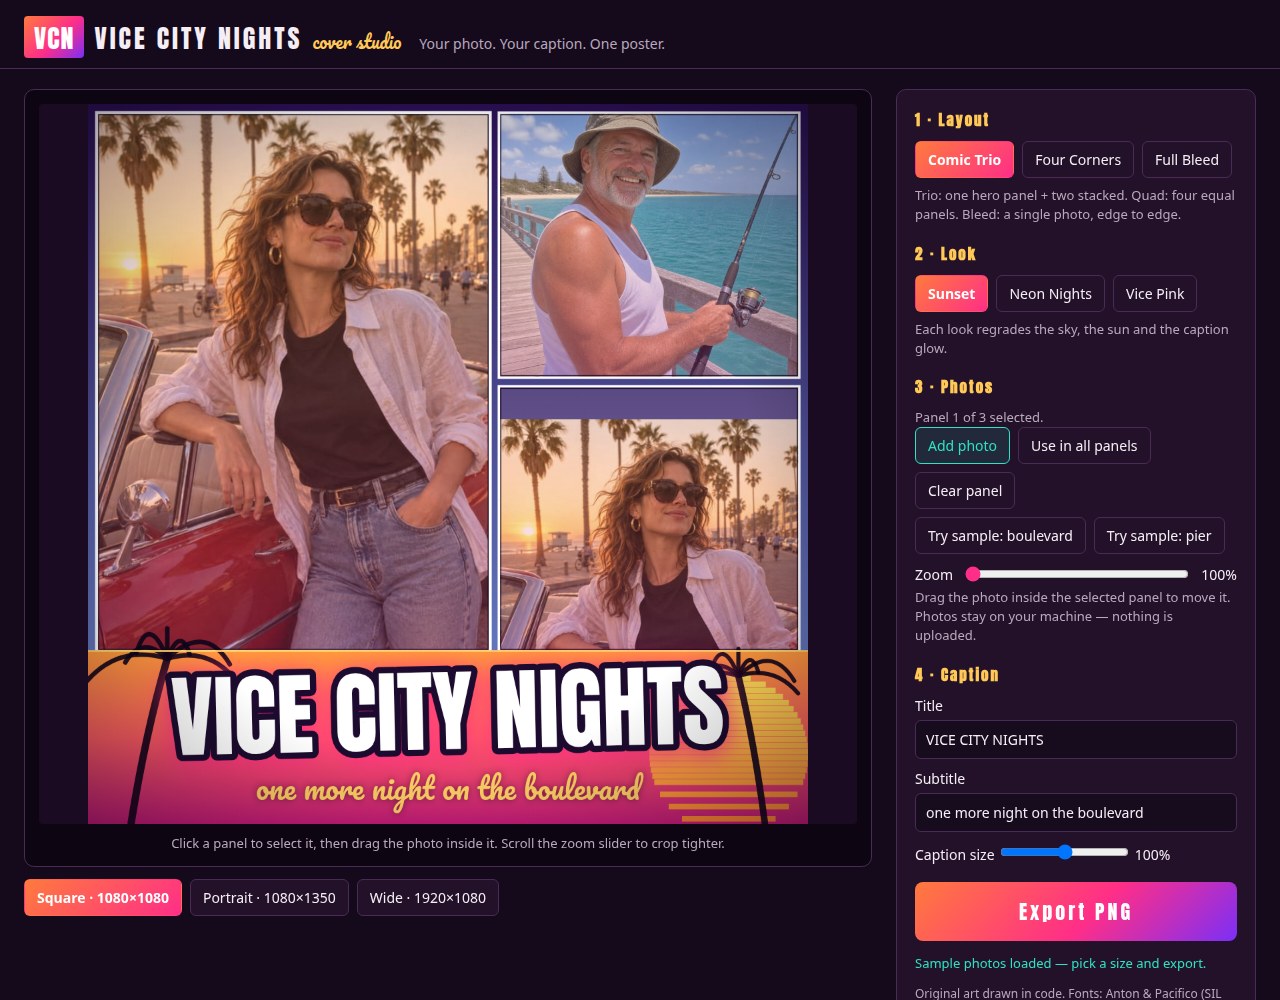 VCN VICE CITY NIGHTS cover studio Your photo. Your caption. One poster.
VICE CITY NIGHTS
one more night on the boulevard
Click a panel to select it, then drag the photo inside it. Scroll the zoom slider to crop tighter.
Square · 1080×1080 Portrait · 1080×1350 Wide · 1920×1080
1 · Layout
Comic Trio Four Corners Full Bleed
Trio: one hero panel + two stacked. Quad: four equal
panels. Bleed: a single photo, edge to edge.
2 · Look
Sunset Neon Nights Vice Pink
Each look regrades the sky, the sun and the caption
glow.
3 · Photos
Panel 1 of 3 selected.
Add photo Use in all panels
Clear panel
Try sample: boulevard Try sample: pier
Zoom 100%
Drag the photo inside the selected panel to move it.
Photos stay on your machine — nothing is
uploaded.
4 · Caption
Title
VICE CITY NIGHTS
Subtitle
one more night on the boulevard
Caption size 100%
Export PNG
Sample photos loaded — pick a size and export.
Original art drawn in code. Fonts: Anton & Pacifico (SIL